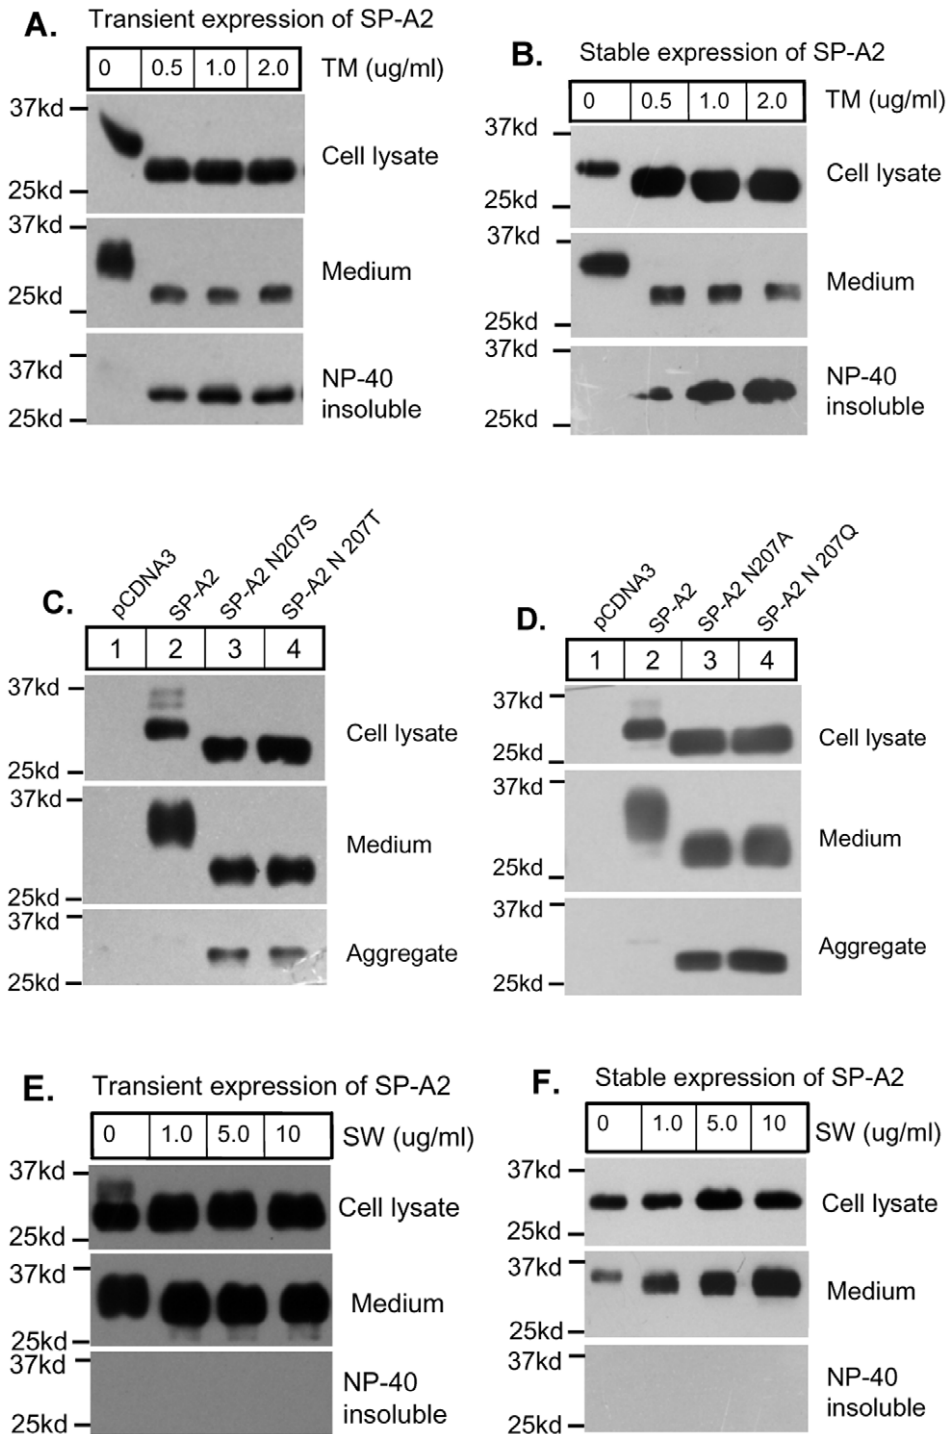 A. Transient expression of SP-A2
0 0.5 1.0 2.0 TM (ug/ml)
37kd
Cell lysate
25kd
37kd
Medium
25kd
37kd
NP-40
insoluble
25kd
B. Stable expression of SP-A2
0 0.5 1.0 2.0 TM (ug/ml)
37kd
Cell lysate
25kd
37kd
Medium
25kd
37kd
NP-40
insoluble
25kd
C.
pCDNA3
SP-A2
SP-A2 N207S
SP-A2 N 207T
1 2 3 4
37kd
Cell lysate
25kd
37kd
Medium
25kd
37kd
Aggregate
25kd
D.
pCDNA3
SP-A2
SP-A2 N207A
SP-A2 N 207Q
1 2 3 4
37kd
Cell lysate
25kd
37kd
Medium
25kd
37kd
Aggregate
25kd
E. Transient expression of SP-A2
0 1.0 5.0 10 SW (ug/ml)
37kd
Cell lysate
25kd
37kd
Medium
25kd
37kd
NP-40
insoluble
25kd
F. Stable expression of SP-A2
0 1.0 5.0 10 SW (ug/ml)
37kd
Cell lysate
25kd
37kd
Medium
25kd
37kd
NP-40
insoluble
25kd